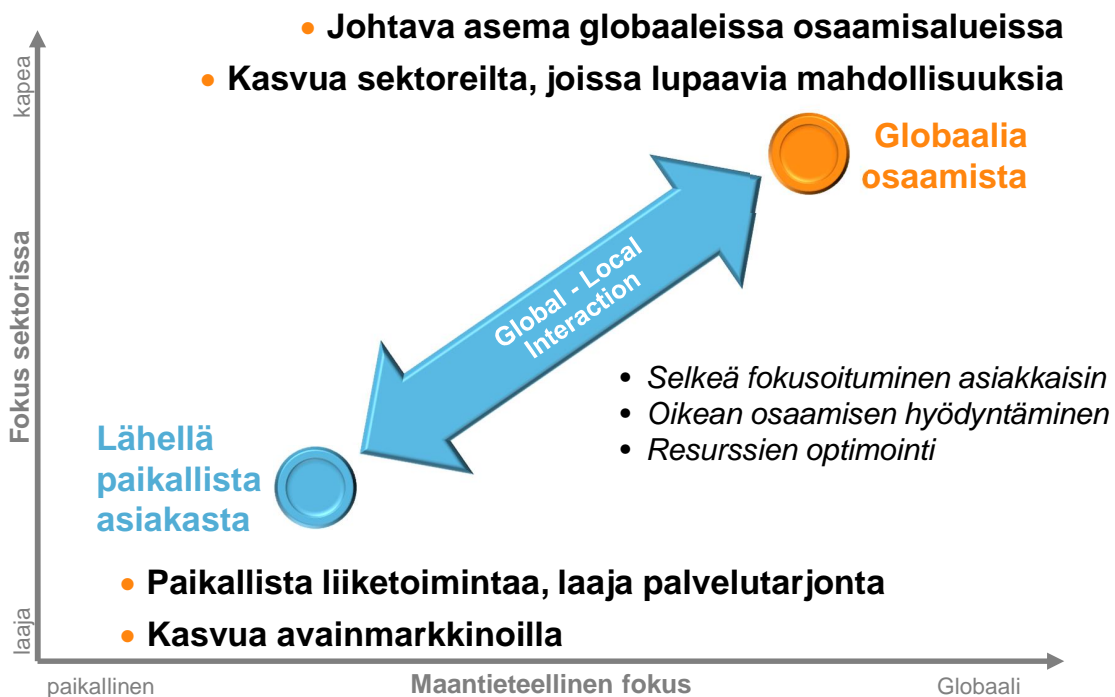 • Johtava asema globaaleissa osaamisalueissa
• Kasvua sektoreilta, joissa lupaavia mahdollisuuksia
kapea
Fokus sektorissa
laaja
Globaalia
osaamista
Global - Local
Interaction
• Selkeä fokusoituminen asiakkaisin
• Oikean osaamisen hyödyntäminen
• Resurssien optimointi
Lähellä
paikallista
asiakasta
• Paikallista liiketoimintaa, laaja palvelutarjonta
• Kasvua avainmarkkinoilla
paikallinen
Maantieteellinen fokus
Globaali